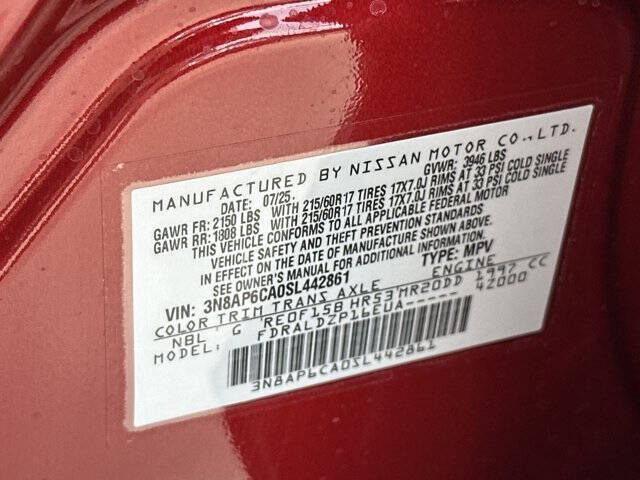 MANUFACTURED BY NISSAN MOTOR CO., LTD.
DATE: 07/25 GVWR: 3946 LBS
GAWR FR: 2150 LBS WITH 215/60R17 TIRES 17X7.0J RIMS AT 33 PSI COLD SINGLE
GAWR RR: 1808 LBS WITH 215/60R17 TIRES 17X7.0J RIMS AT 33 PSI COLD SINGLE
THIS VEHICLE CONFORMS TO ALL APPLICABLE FEDERAL MOTOR
VEHICLE SAFETY AND THEFT PREVENTION STANDARDS
IN EFFECT ON THE DATE OF MANUFACTURE SHOWN ABOVE.
SEE OWNER'S MANUAL FOR ADDITIONAL INFORMATION.
VIN: 3N8AP6CA0SL442861 TYPE: MPV
COLOR TRIM TRANS AXLE ENGINE
NBL G RE0F15B HR53 MR20DD 1997 CC
MODEL: FDRALDZP16EUA----- 42000
3N8AP6CA0SL442861